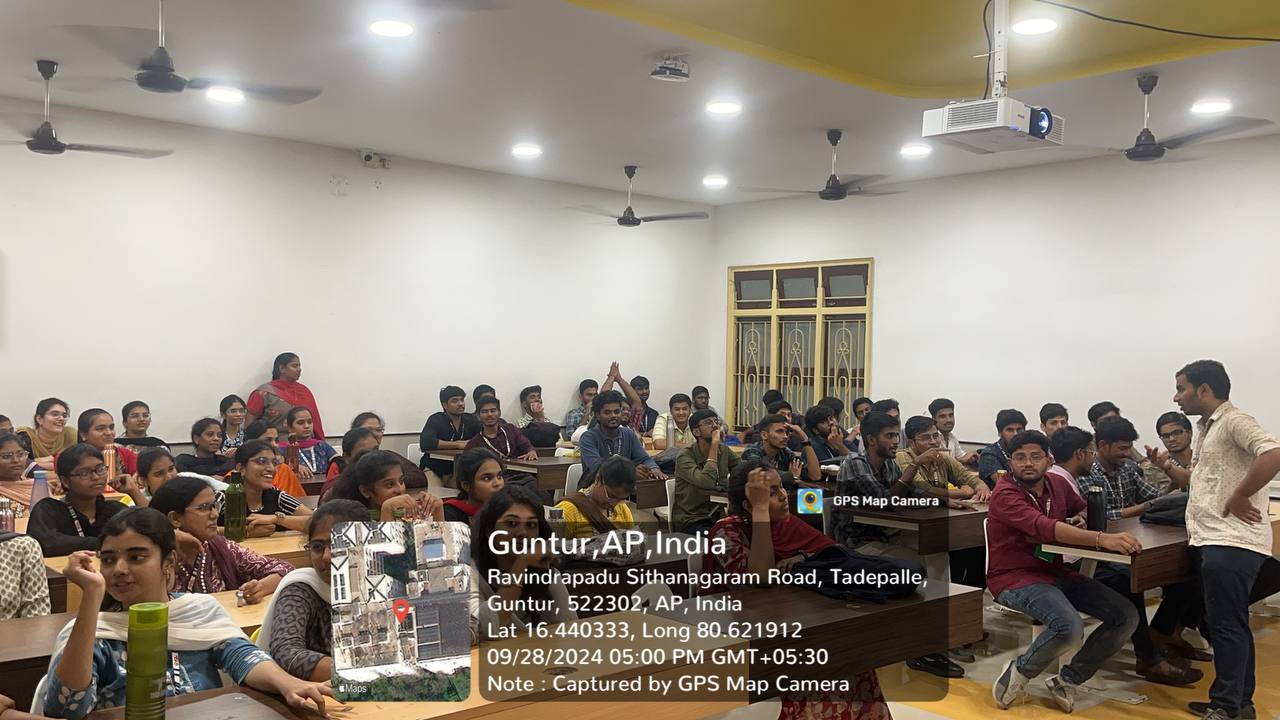 GPS Map Camera
Guntur,AP,India
Ravindrapadu Sithanagaram Road, Tadepalle,
Guntur, 522302, AP, India
Lat 16.440333, Long 80.621912
09/28/2024 05:00 PM GMT+05:30
Note : Captured by GPS Map Camera
Maps